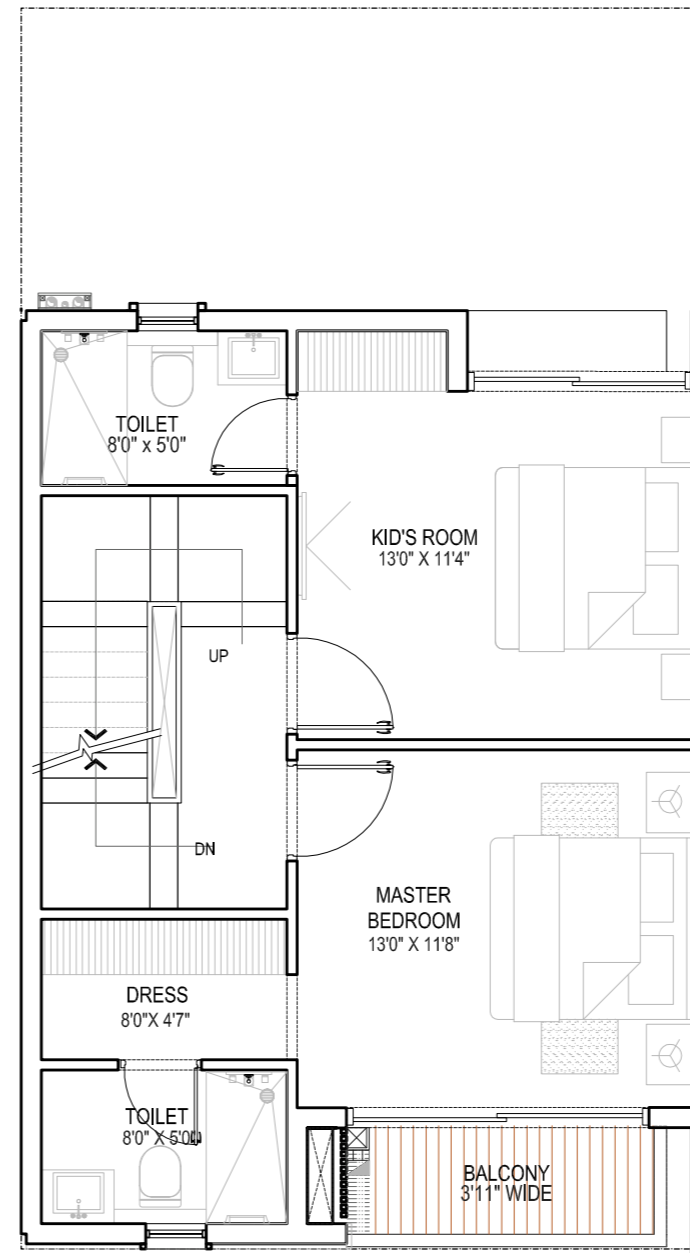 TOILET
8'0" x 5'0"
KID'S ROOM
13'0" X 11'4"
UP
DN
MASTER
BEDROOM
13'0" X 11'8"
DRESS
8'0"X 4'7"
TOILET
8'0" X 5'0"
BALCONY
3'11" WIDE